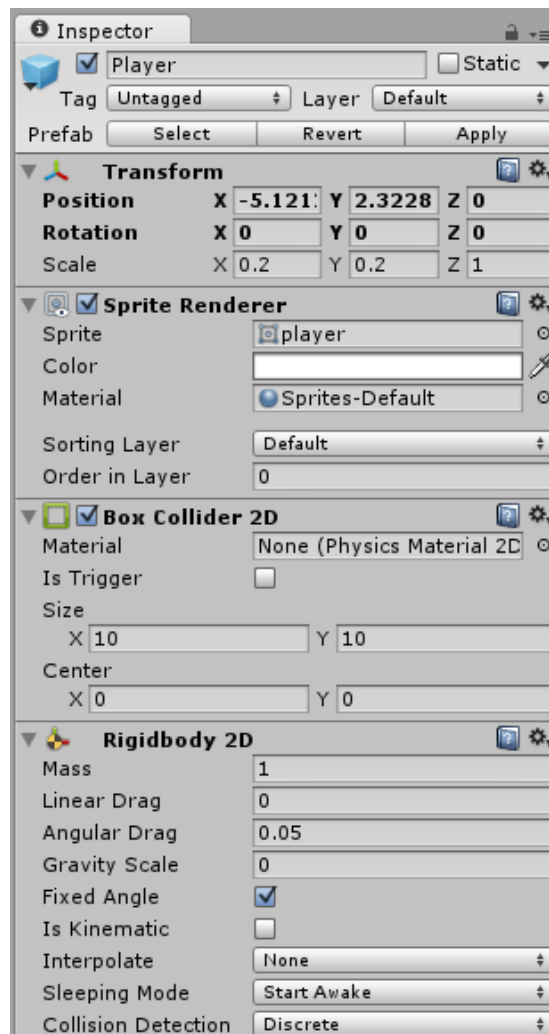 Inspector
Player Static
Tag Untagged Layer Default
Prefab Select Revert Apply
Transform
Position X -5.121 Y 2.3228 Z 0
Rotation X 0 Y 0 Z 0
Scale X 0.2 Y 0.2 Z 1
Sprite Renderer
Sprite player
Color
Material Sprites-Default
Sorting Layer Default
Order in Layer 0
Box Collider 2D
Material None (Physics Material 2D
Is Trigger
Size
X 10 Y 10
Center
X 0 Y 0
Rigidbody 2D
Mass 1
Linear Drag 0
Angular Drag 0.05
Gravity Scale 0
Fixed Angle
Is Kinematic
Interpolate None
Sleeping Mode Start Awake
Collision Detection Discrete